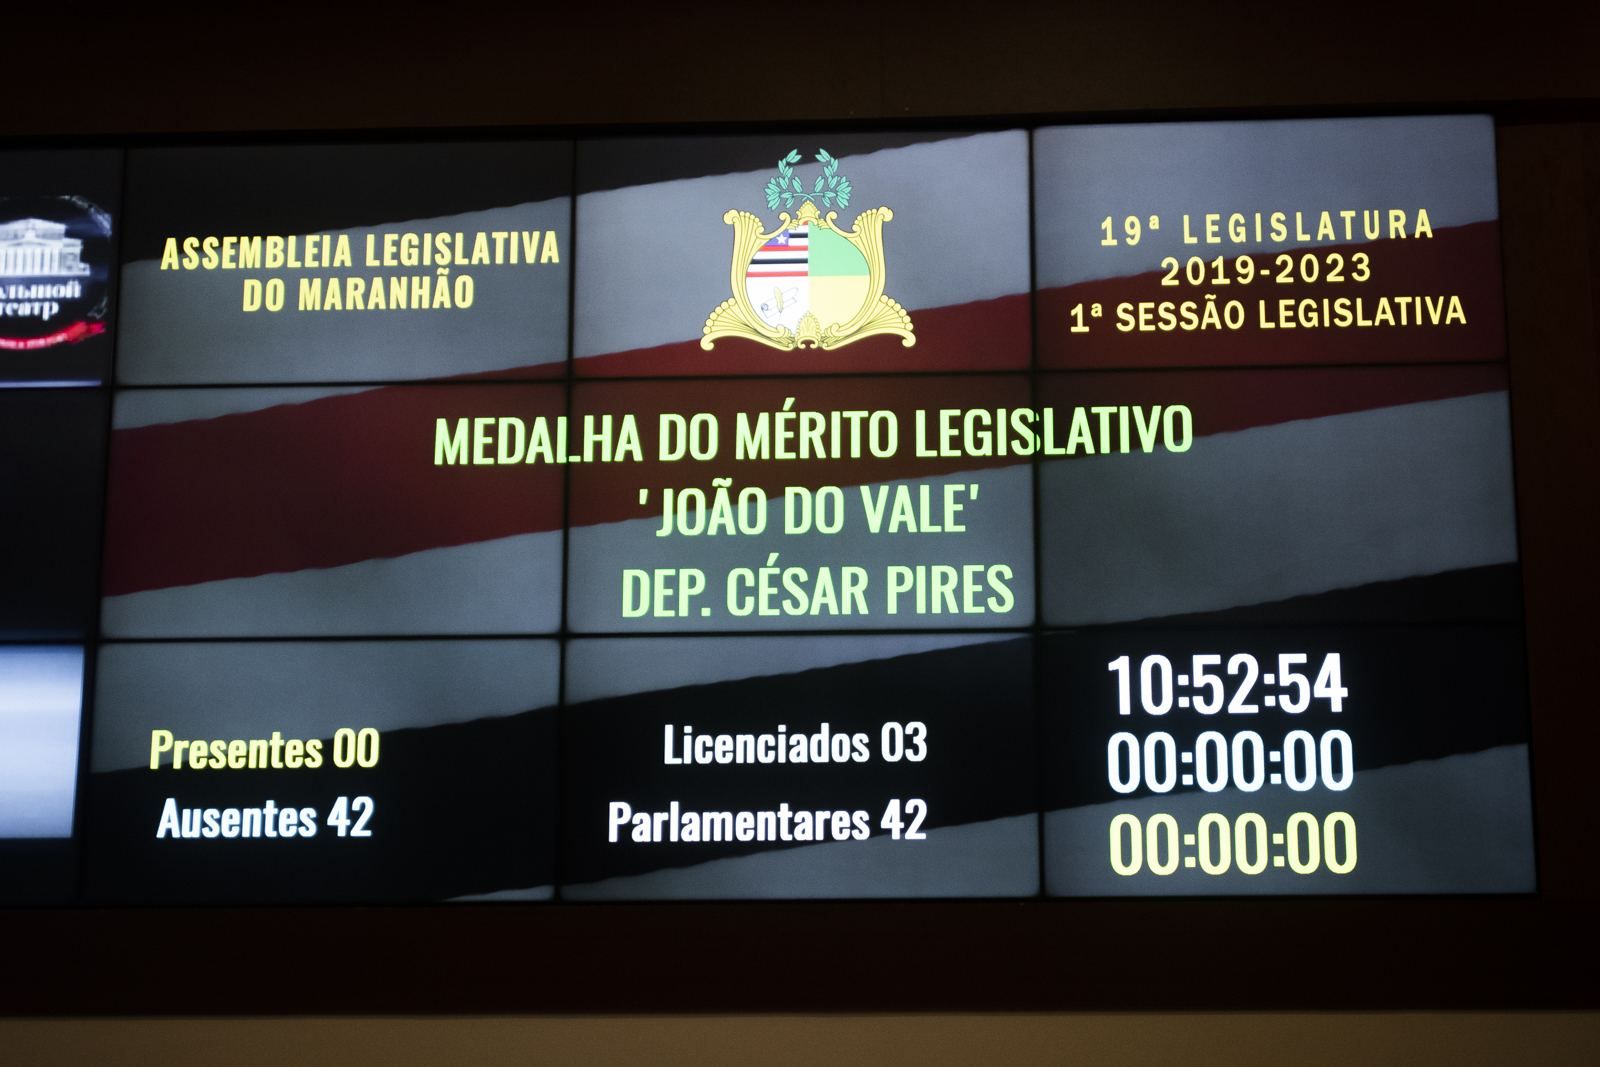 ASSEMBLEIA LEGISLATIVA
DO MARANHÃO
19ª LEGISLATURA
2019-2023
1ª SESSÃO LEGISLATIVA
MEDALHA DO MÉRITO LEGISLATIVO
'JOÃO DO VALE'
DEP. CÉSAR PIRES
Presentes 00
Ausentes 42
Licenciados 03
Parlamentares 42
10:52:54
00:00:00
00:00:00